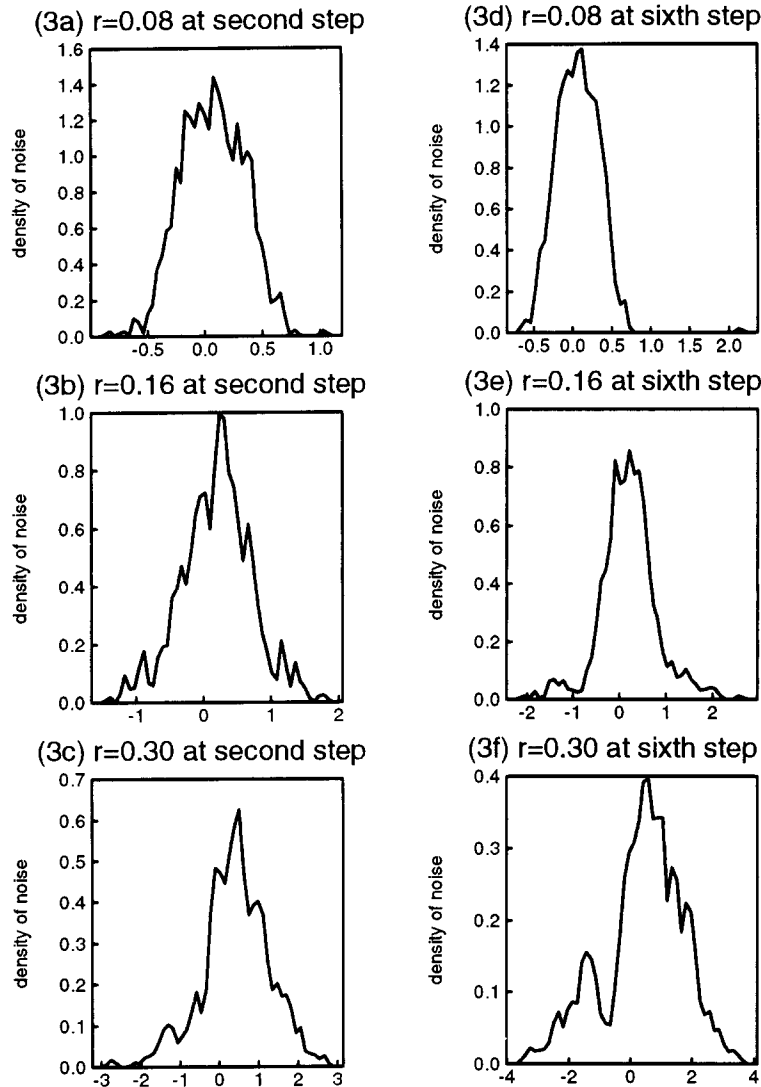 (3a) r=0.08 at second step
1.6
1.4
1.2
1.0
0.8
0.6
0.4
0.2
0.0
density of noise
-0.5 0.0 0.5 1.0
(3d) r=0.08 at sixth step
1.4
1.2
1.0
0.8
0.6
0.4
0.2
0.0
density of noise
-0.5 0.0 0.5 1.0 1.5 2.0
(3b) r=0.16 at second step
1.0
0.8
0.6
0.4
0.2
0.0
density of noise
-1 0 1 2
(3e) r=0.16 at sixth step
1.0
0.8
0.6
0.4
0.2
0.0
density of noise
-2 -1 0 1 2
(3c) r=0.30 at second step
0.7
0.6
0.5
0.4
0.3
0.2
0.1
0.0
density of noise
-3 -2 -1 0 1 2 3
(3f) r=0.30 at sixth step
0.4
0.3
0.2
0.1
0.0
density of noise
-4 -2 0 2 4